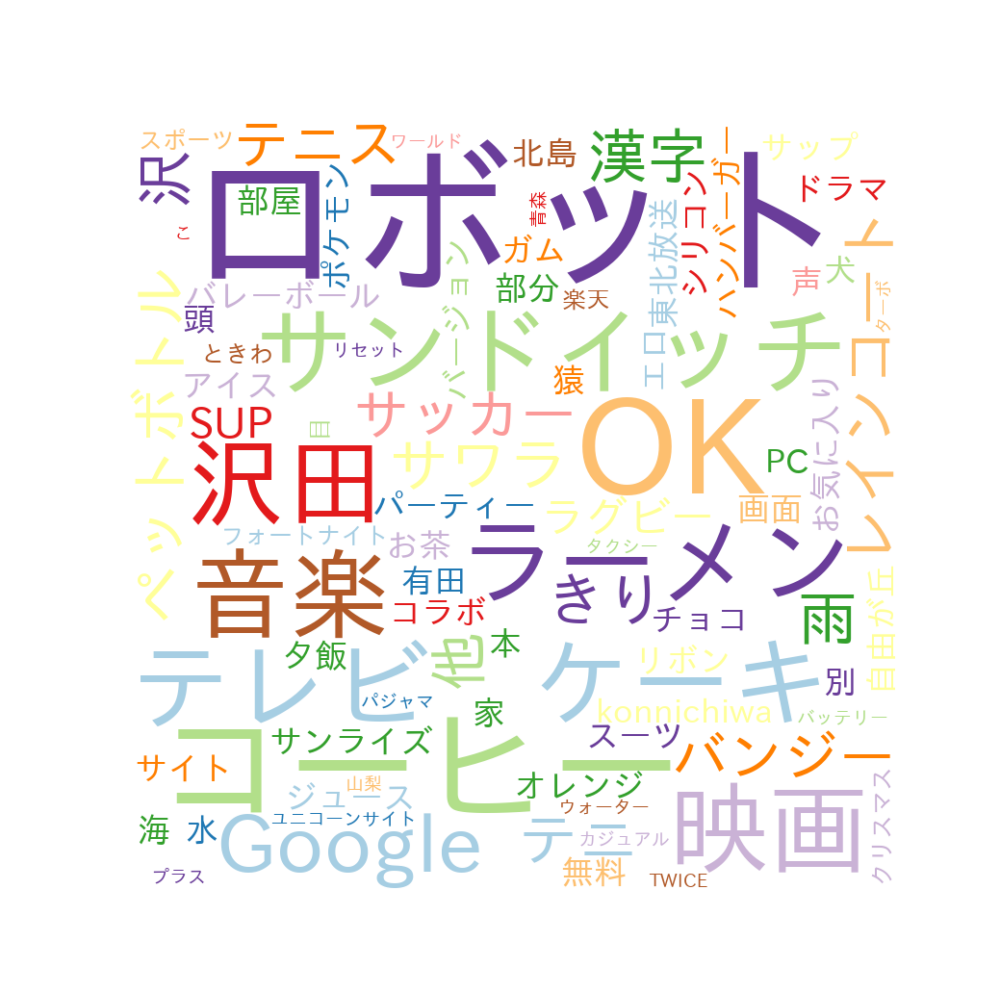 スポーツ
テニス
ワールド
北島
漢字
サップ
沢
ロボット
部屋
ポケモン
青森
シリコン
ハンバーガー
ドラマ
こ
ガム
東北放送
声
犬
レインコート
ペットボトル
バレーボール
部分
楽天
ターボ
頭
サンドイッチ
バージョン
ときわ
リセット
エロ
アイス
猿
SUP
目
サッカー
OK
お気に入り
沢田
サワラ
PC
パーティー
ラグビー
画面
フォートナイト
お茶
タクシー
ラーメン
音楽
有田
きり
コラボ
チョコ
雨
自由が丘
夕飯
他
本
リボン
別
テレビ
ケーキ
パジャマ
家
konnichiwa
バッテリー
サンライズ
スーツ
コーヒー
バンジー
サイト
山梨
オレンジ
ジュース
ウォーター
クリスマス
海
水
ユニコーンサイト
Google
テニ
カジュアル
映画
プラス
無料
TWICE